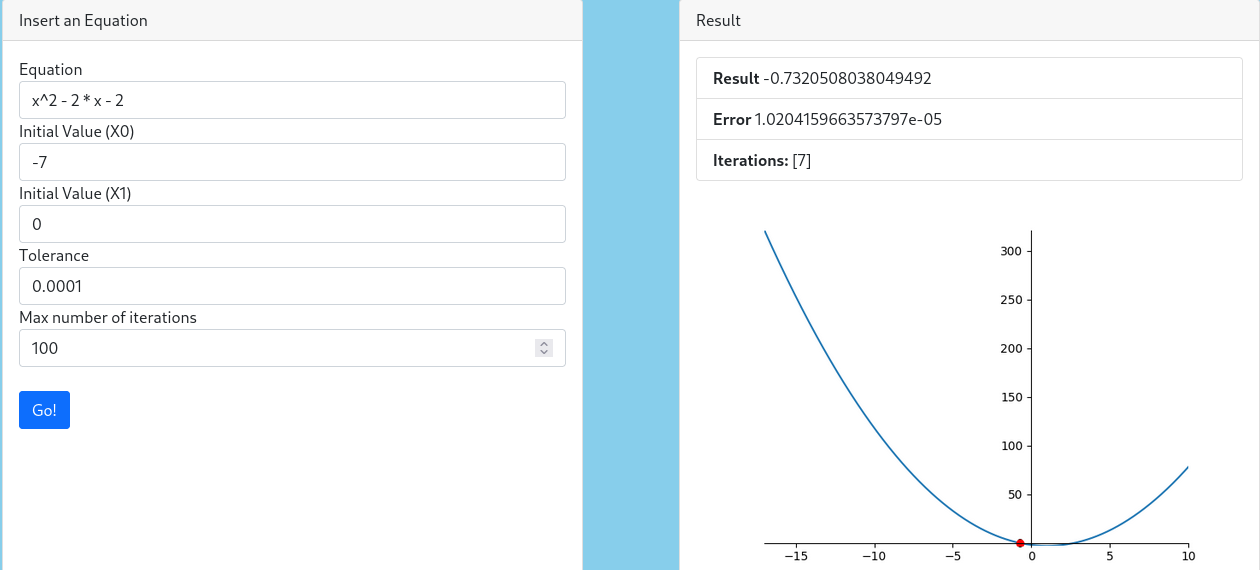 Insert an Equation
Equation
x^2 - 2 * x - 2
Initial Value (X0)
-7
Initial Value (X1)
0
Tolerance
0.0001
Max number of iterations
100
Go!
Result
Result -0.7320508038049492
Error 1.0204159663573797e-05
Iterations: [7]
300
250
200
150
100
50
−15 −10 −5 0 5 10